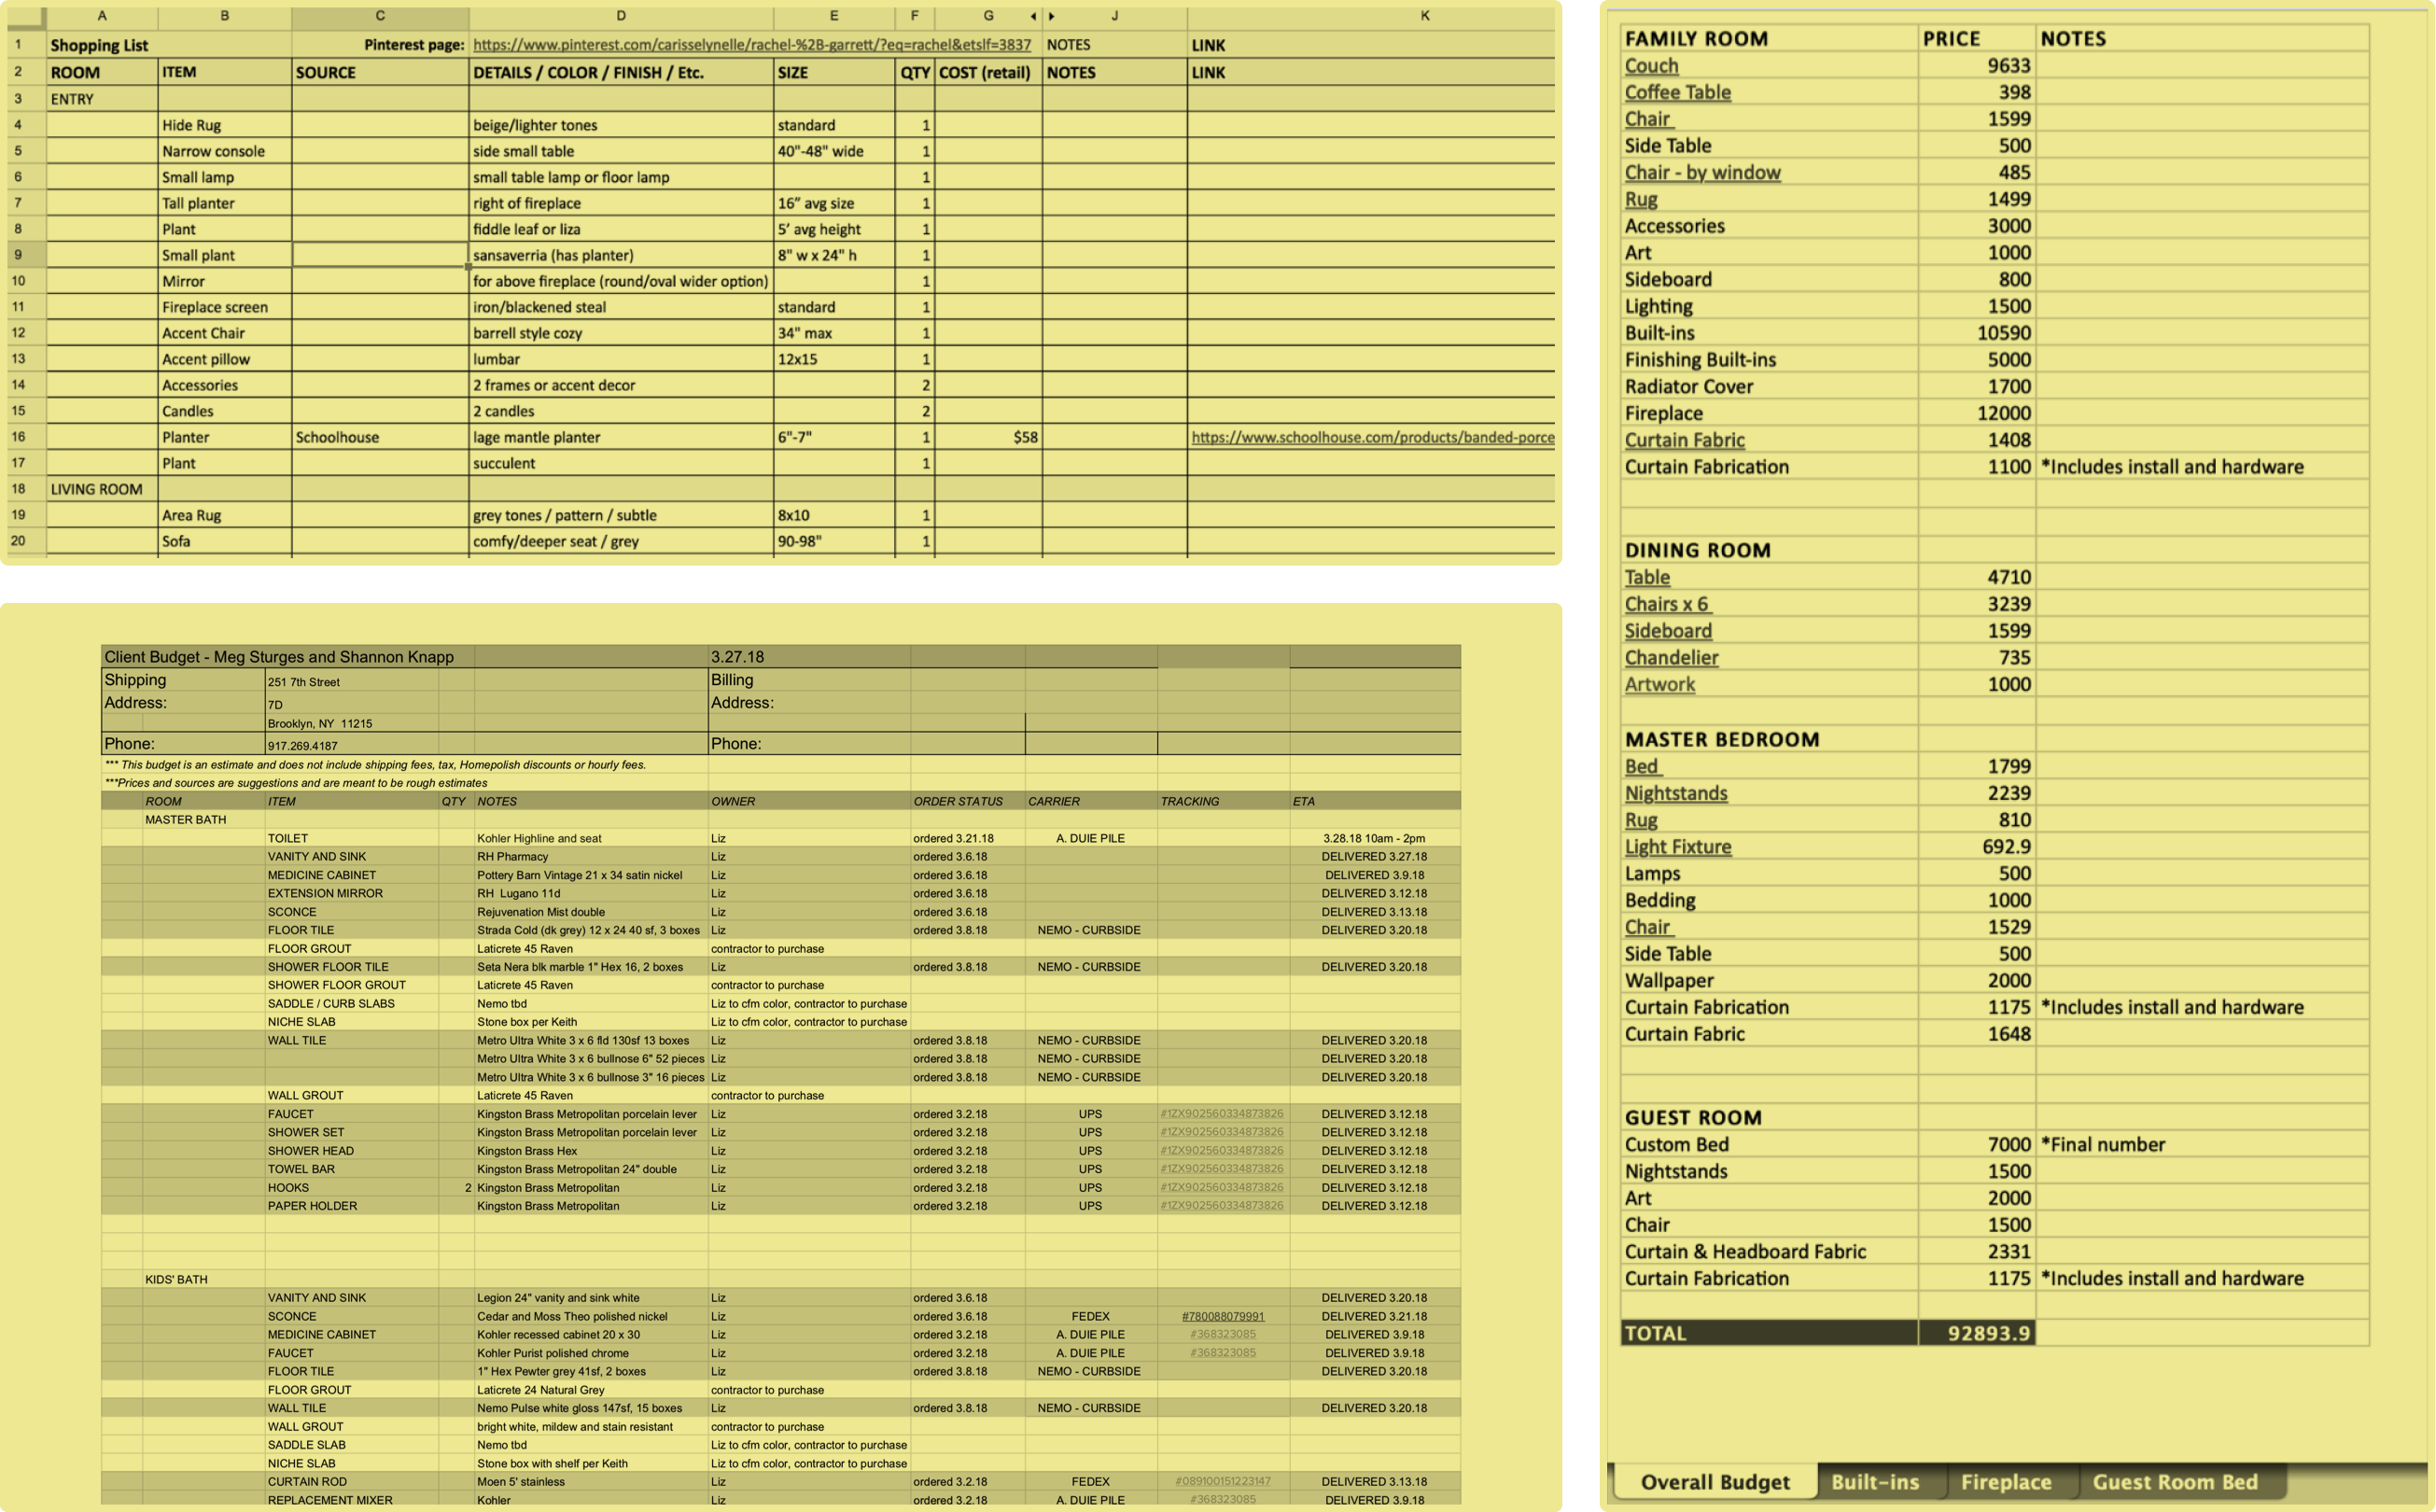 A B C D E F G J K
1 Shopping List Pinterest page: https://www.pinterest.com/carisselynelle/rachel-%2B-garrett/?eq=rachel&etslf=3837 NOTES LINK
2 ROOM ITEM SOURCE DETAILS / COLOR / FINISH / Etc. SIZE QTY COST (retail) NOTES LINK
3 ENTRY
4 Hide Rug beige/lighter tones standard 1
5 Narrow console side small table 40"-48" wide 1
6 Small lamp small table lamp or floor lamp 1
7 Tall planter right of fireplace 16" avg size 1
8 Plant fiddle leaf or liza 5' avg height 1
9 Small plant sansaverria (has planter) 8" w x 24" h 1
10 Mirror for above fireplace (round/oval wider option) 1
11 Fireplace screen iron/blackened steal standard 1
12 Accent Chair barrell style cozy 34" max 1
13 Accent pillow lumbar 12x15 1
14 Accessories 2 frames or accent decor 2
15 Candles 2 candles 2
16 Planter Schoolhouse lage mantle planter 6"-7" 1 $58 https://www.schoolhouse.com/products/banded-porce
17 Plant succulent 1
18 LIVING ROOM
19 Area Rug grey tones / pattern / subtle 8x10 1
20 Sofa comfy/deeper seat / grey 90-98" 1
Client Budget - Meg Sturges and Shannon Knapp 3.27.18
Shipping 251 7th Street Billing
Address: 7D Address:
Brooklyn, NY 11215
Phone: 917.269.4187 Phone:
*** This budget is an estimate and does not include shipping fees, tax, Homepolish discounts or hourly fees.
***Prices and sources are suggestions and are meant to be rough estimates
ROOM ITEM QTY NOTES OWNER ORDER STATUS CARRIER TRACKING ETA
MASTER BATH
TOILET Kohler Highline and seat Liz ordered 3.21.18 A. DUIE PILE 3.28.18 10am - 2pm
VANITY AND SINK RH Pharmacy Liz ordered 3.6.18 DELIVERED 3.27.18
MEDICINE CABINET Pottery Barn Vintage 21 x 34 satin nickel Liz ordered 3.6.18 DELIVERED 3.9.18
EXTENSION MIRROR RH Lugano 11d Liz ordered 3.6.18 DELIVERED 3.12.18
SCONCE Rejuvenation Mist double Liz ordered 3.6.18 DELIVERED 3.13.18
FLOOR TILE Strada Cold (dk grey) 12 x 24 40 sf, 3 boxes Liz ordered 3.8.18 NEMO - CURBSIDE DELIVERED 3.20.18
FLOOR GROUT Laticrete 45 Raven contractor to purchase
SHOWER FLOOR TILE Seta Nera blk marble 1" Hex 16, 2 boxes Liz ordered 3.8.18 NEMO - CURBSIDE DELIVERED 3.20.18
SHOWER FLOOR GROUT Laticrete 45 Raven contractor to purchase
SADDLE / CURB SLABS Nemo tbd Liz to cfm color, contractor to purchase
NICHE SLAB Stone box per Keith Liz to cfm color, contractor to purchase
WALL TILE Metro Ultra White 3 x 6 fld 130sf 13 boxes Liz ordered 3.8.18 NEMO - CURBSIDE DELIVERED 3.20.18
Metro Ultra White 3 x 6 bullnose 6" 52 pieces Liz ordered 3.8.18 NEMO - CURBSIDE DELIVERED 3.20.18
Metro Ultra White 3 x 6 bullnose 3" 16 pieces Liz ordered 3.8.18 NEMO - CURBSIDE DELIVERED 3.20.18
WALL GROUT Laticrete 45 Raven contractor to purchase
FAUCET Kingston Brass Metropolitan porcelain lever Liz ordered 3.2.18 UPS #1ZX902560334873826 DELIVERED 3.12.18
SHOWER SET Kingston Brass Metropolitan porcelain lever Liz ordered 3.2.18 UPS #1ZX902560334873826 DELIVERED 3.12.18
SHOWER HEAD Kingston Brass Hex Liz ordered 3.2.18 UPS #1ZX902560334873826 DELIVERED 3.12.18
TOWEL BAR Kingston Brass Metropolitan 24" double Liz ordered 3.2.18 UPS #1ZX902560334873826 DELIVERED 3.12.18
HOOKS 2 Kingston Brass Metropolitan Liz ordered 3.2.18 UPS #1ZX902560334873826 DELIVERED 3.12.18
PAPER HOLDER Kingston Brass Metropolitan Liz ordered 3.2.18 UPS #1ZX902560334873826 DELIVERED 3.12.18
KIDS' BATH
VANITY AND SINK Legion 24" vanity and sink white Liz ordered 3.6.18 DELIVERED 3.20.18
SCONCE Cedar and Moss Theo polished nickel Liz ordered 3.6.18 FEDEX #780088079991 DELIVERED 3.21.18
MEDICINE CABINET Kohler recessed cabinet 20 x 30 Liz ordered 3.2.18 A. DUIE PILE #368323085 DELIVERED 3.9.18
FAUCET Kohler Purist polished chrome Liz ordered 3.2.18 A. DUIE PILE #368323085 DELIVERED 3.9.18
FLOOR TILE 1" Hex Pewter grey 41sf, 2 boxes Liz ordered 3.8.18 NEMO - CURBSIDE DELIVERED 3.20.18
FLOOR GROUT Laticrete 24 Natural Grey contractor to purchase
WALL TILE Nemo Pulse white gloss 147sf, 15 boxes Liz ordered 3.8.18 NEMO - CURBSIDE DELIVERED 3.20.18
WALL GROUT bright white, mildew and stain resistant contractor to purchase
SADDLE SLAB Nemo tbd Liz to cfm color, contractor to purchase
NICHE SLAB Stone box with shelf per Keith Liz to cfm color, contractor to purchase
CURTAIN ROD Moen 5' stainless Liz ordered 3.2.18 FEDEX #089100151223147 DELIVERED 3.13.18
REPLACEMENT MIXER Kohler Liz ordered 3.2.18 A. DUIE PILE #368323085 DELIVERED 3.9.18
FAMILY ROOM PRICE NOTES
Couch 9633
Coffee Table 398
Chair 1599
Side Table 500
Chair - by window 485
Rug 1499
Accessories 3000
Art 1000
Sideboard 800
Lighting 1500
Built-ins 10590
Finishing Built-ins 5000
Radiator Cover 1700
Fireplace 12000
Curtain Fabric 1408
Curtain Fabrication 1100 *Includes install and hardware
DINING ROOM
Table 4710
Chairs x 6 3239
Sideboard 1599
Chandelier 735
Artwork 1000
MASTER BEDROOM
Bed 1799
Nightstands 2239
Rug 810
Light Fixture 692.9
Lamps 500
Bedding 1000
Chair 1529
Side Table 500
Wallpaper 2000
Curtain Fabrication 1175 *Includes install and hardware
Curtain Fabric 1648
GUEST ROOM
Custom Bed 7000 *Final number
Nightstands 1500
Art 2000
Chair 1500
Curtain & Headboard Fabric 2331
Curtain Fabrication 1175 *Includes install and hardware
TOTAL 92893.9
Overall Budget Built-ins Fireplace Guest Room Bed